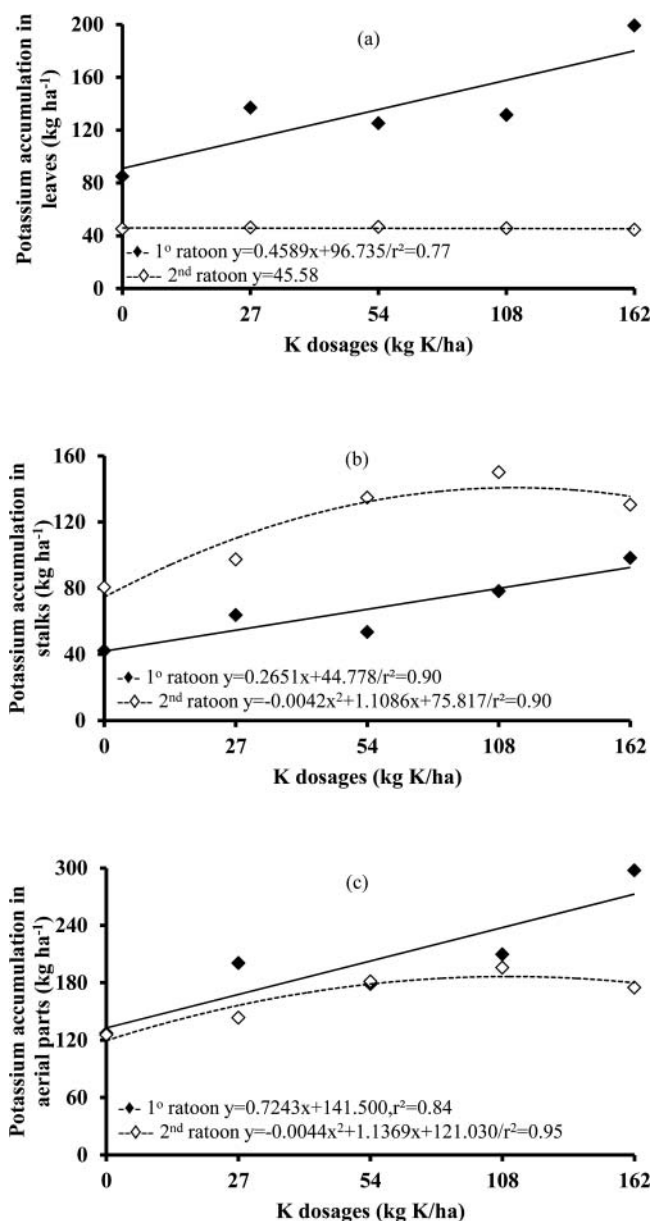 (a)
Potassium accumulation in
leaves (kg ha⁻¹)
200
160
120
80
40
0
-◆- 1º ratoon y=0.4589x+96.735/r²=0.77
--◇-- 2nd ratoon y=45.58
0 27 54 108 162
K dosages (kg K/ha)
(b)
Potassium accumulation in
stalks (kg ha⁻¹)
160
120
80
40
0
-◆- 1º ratoon y=0.2651x+44.778/r²=0.90
--◇-- 2nd ratoon y=-0.0042x²+1.1086x+75.817/r²=0.90
0 27 54 108 162
K dosages (kg K/ha)
(c)
Potassium accumulation in
aerial parts (kg ha⁻¹)
300
240
180
120
60
0
-◆- 1º ratoon y=0.7243x+141.500,r²=0.84
--◇-- 2nd ratoon y=-0.0044x²+1.1369x+121.030/r²=0.95
0 27 54 108 162
K dosages (kg K/ha)